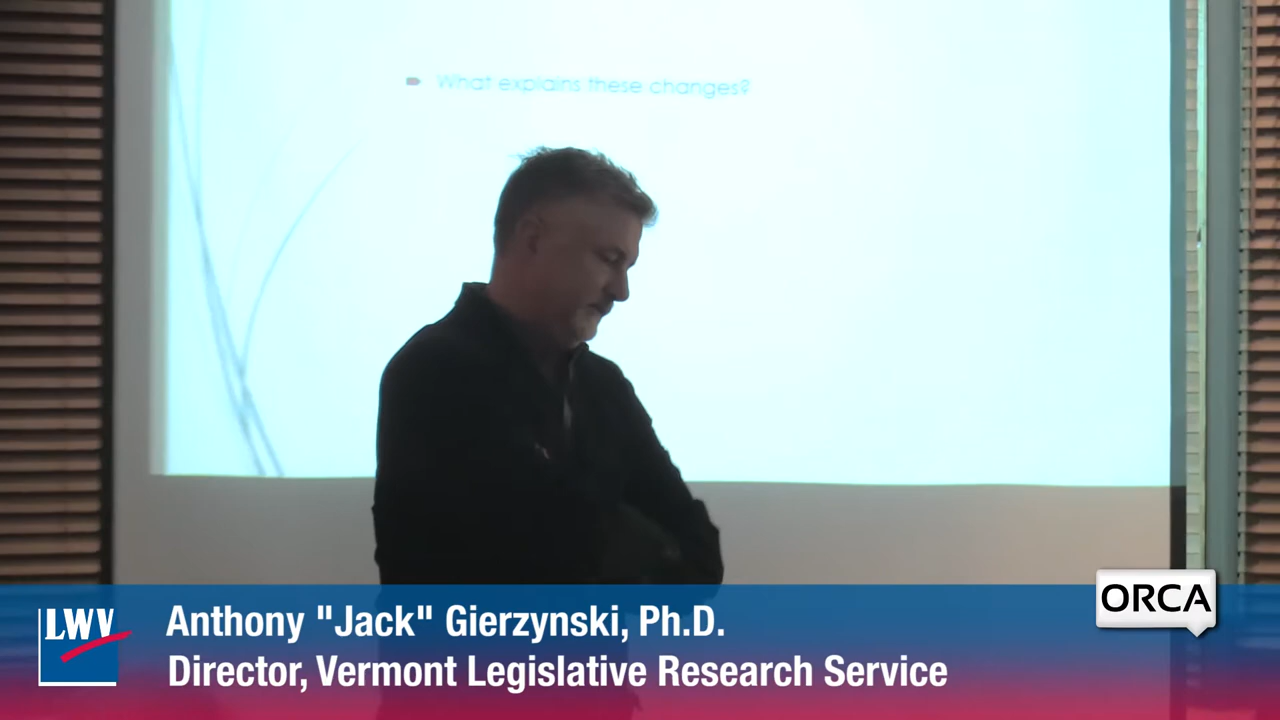 What explains these changes?
ORCA
LWV
Anthony "Jack" Gierzynski, Ph.D.
Director, Vermont Legislative Research Service